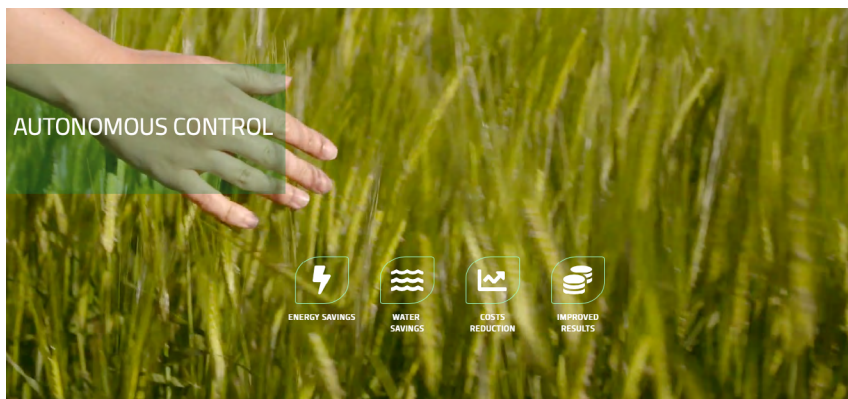 AUTONOMOUS CONTROL
ENERGY SAVINGS
WATER
SAVINGS
COSTS
REDUCTION
IMPROVED
RESULTS